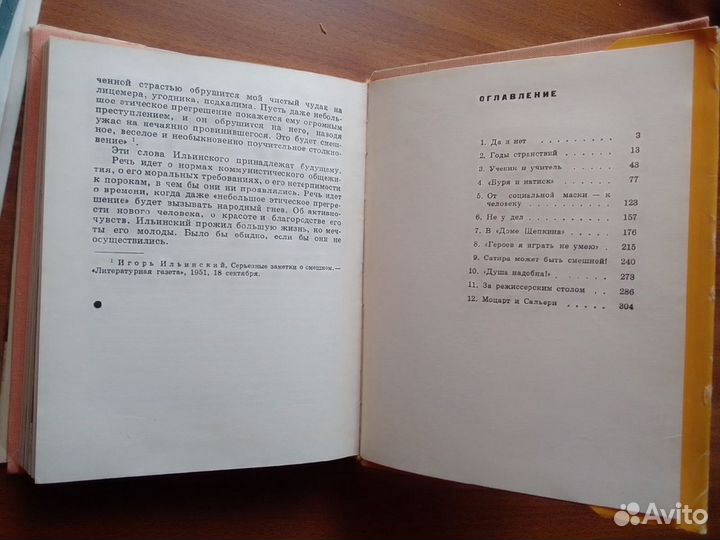 ченной страстью обрушится мой чистый чудак на
лицемера, угодника, подхалима. Пусть даже неболь-
шое этическое прегрешение покажется ему огромным
преступлением, и он обрушится на него, наводя
ужас на нечаянно провинившегося. Это будет смеш-
ное, веселое и необыкновенно поучительное столкно-
вение» ¹.
Эти слова Ильинского принадлежат будущему.
Речь идет о нормах коммунистического общежи-
тия, о его моральных требованиях, о его нетерпимости
к порокам, в чем бы они ни проявлялись. Речь идет
о времени, когда даже «небольшое этическое прегре-
шение» будет вызывать народный гнев. Об активно-
сти нового человека, о красоте и благородстве его
чувств. Ильинский прожил большую жизнь, но меч-
ты его молоды. Было бы обидно, если бы они не
осуществились.
¹ Игорь Ильинский, Серьезные заметки о смешном.—
«Литературная газета», 1951, 18 сентября.
ОГЛАВЛЕНИЕ
1. Да и нет . . . . . . . . 3
2. Годы странствий . . . . . . 13
3. Ученик и учитель . . . . . . 43
4. «Буря и натиск» . . . . . . 77
5. От социальной маски — к
человеку . . . . . . . . 123
6. Не у дел . . . . . . . . 157
7. В «Доме Щепкина» . . . . . 176
8. «Героев я играть не умею» . . 215
9. Сатира может быть смешной! 240
10. «Душа надобна!» . . . . . . 273
11. За режиссерским столом . . . 286
12. Моцарт и Сальери . . . . . 304
Avito